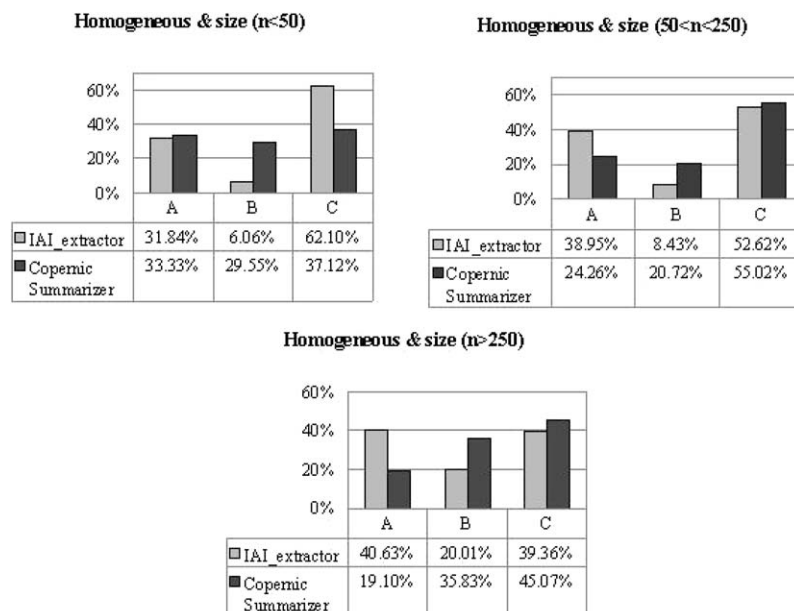 Homogeneous & size (n<50)
60%
40%
20%
0%
A B C
IAI_extractor 31.84% 6.06% 62.10%
Copernic 33.33% 29.55% 37.12%
Summarizer
Homogeneous & size (50<n<250)
60%
40%
20%
0%
A B C
IAI_extractor 38.95% 8.43% 52.62%
Copernic 24.26% 20.72% 55.02%
Summarizer
Homogeneous & size (n>250)
60%
40%
20%
0%
A B C
IAI_extractor 40.63% 20.01% 39.36%
Copernic 19.10% 35.83% 45.07%
Summarizer